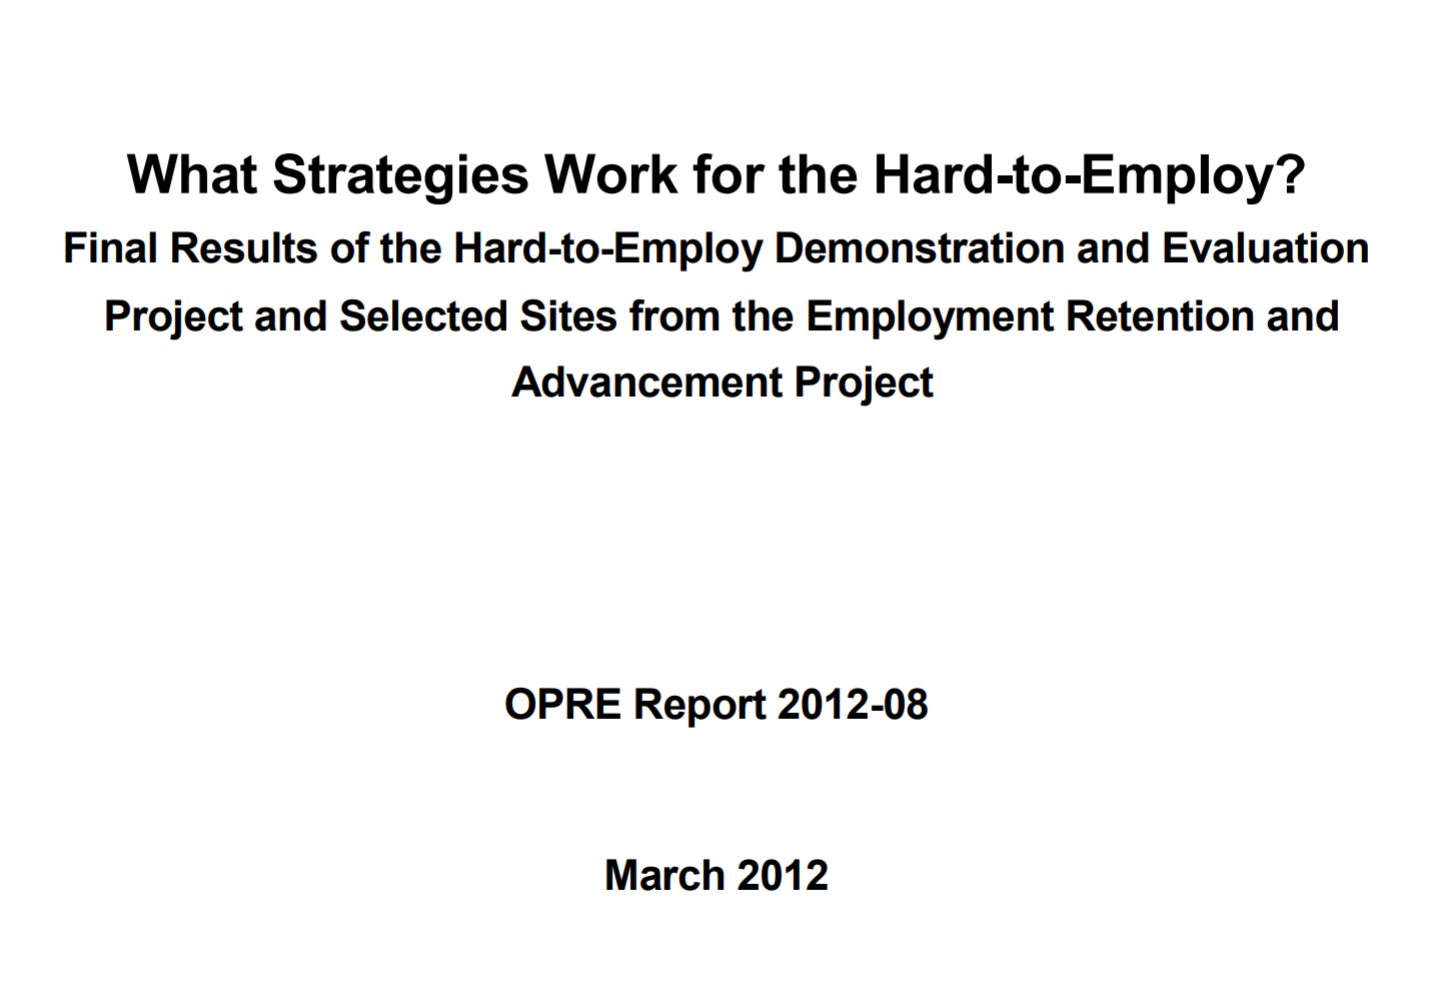 What Strategies Work for the Hard-to-Employ?
Final Results of the Hard-to-Employ Demonstration and Evaluation
Project and Selected Sites from the Employment Retention and
Advancement Project
OPRE Report 2012-08
March 2012